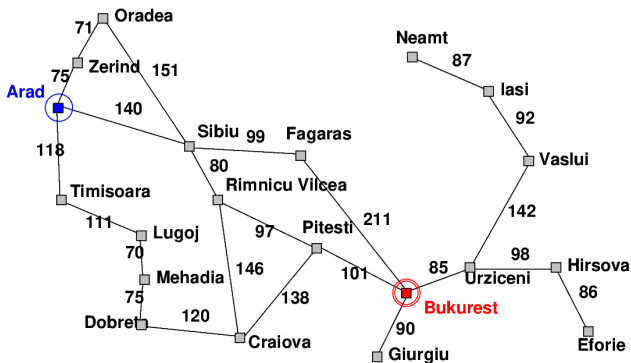 Oradea
71
Neamt
87
75
Zerind
151
Iasi
Arad
140
92
118
Sibiu
99
Fagaras
80
Vaslui
Timisoara
Rimnicu Vilcea
111
211
142
Lugoj
97
Pitesti
70
98
146
101
85
Urziceni
Hirsova
Mehadia
75
138
86
Bukurest
Dobreta
120
90
Craiova
Eforie
Giurgiu